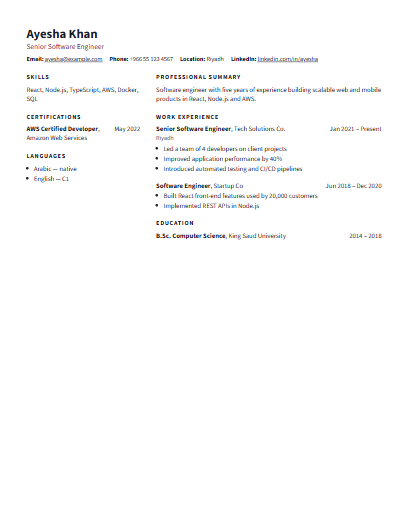 Ayesha Khan
Senior Software Engineer
Email: ayesha@example.com Phone: +966 55 123 4567 Location: Riyadh LinkedIn: linkedin.com/in/ayesha
SKILLS
React, Node.js, TypeScript, AWS, Docker,
SQL
CERTIFICATIONS
AWS Certified Developer, May 2022
Amazon Web Services
LANGUAGES
• Arabic — native
• English — C1
PROFESSIONAL SUMMARY
Software engineer with five years of experience building scalable web and mobile
products in React, Node.js and AWS.
WORK EXPERIENCE
Senior Software Engineer, Tech Solutions Co. Jan 2021 – Present
Riyadh
• Led a team of 4 developers on client projects
• Improved application performance by 40%
• Introduced automated testing and CI/CD pipelines
Software Engineer, Startup Co Jun 2018 – Dec 2020
• Built React front-end features used by 20,000 customers
• Implemented REST APIs in Node.js
EDUCATION
B.Sc. Computer Science, King Saud University 2014 – 2018